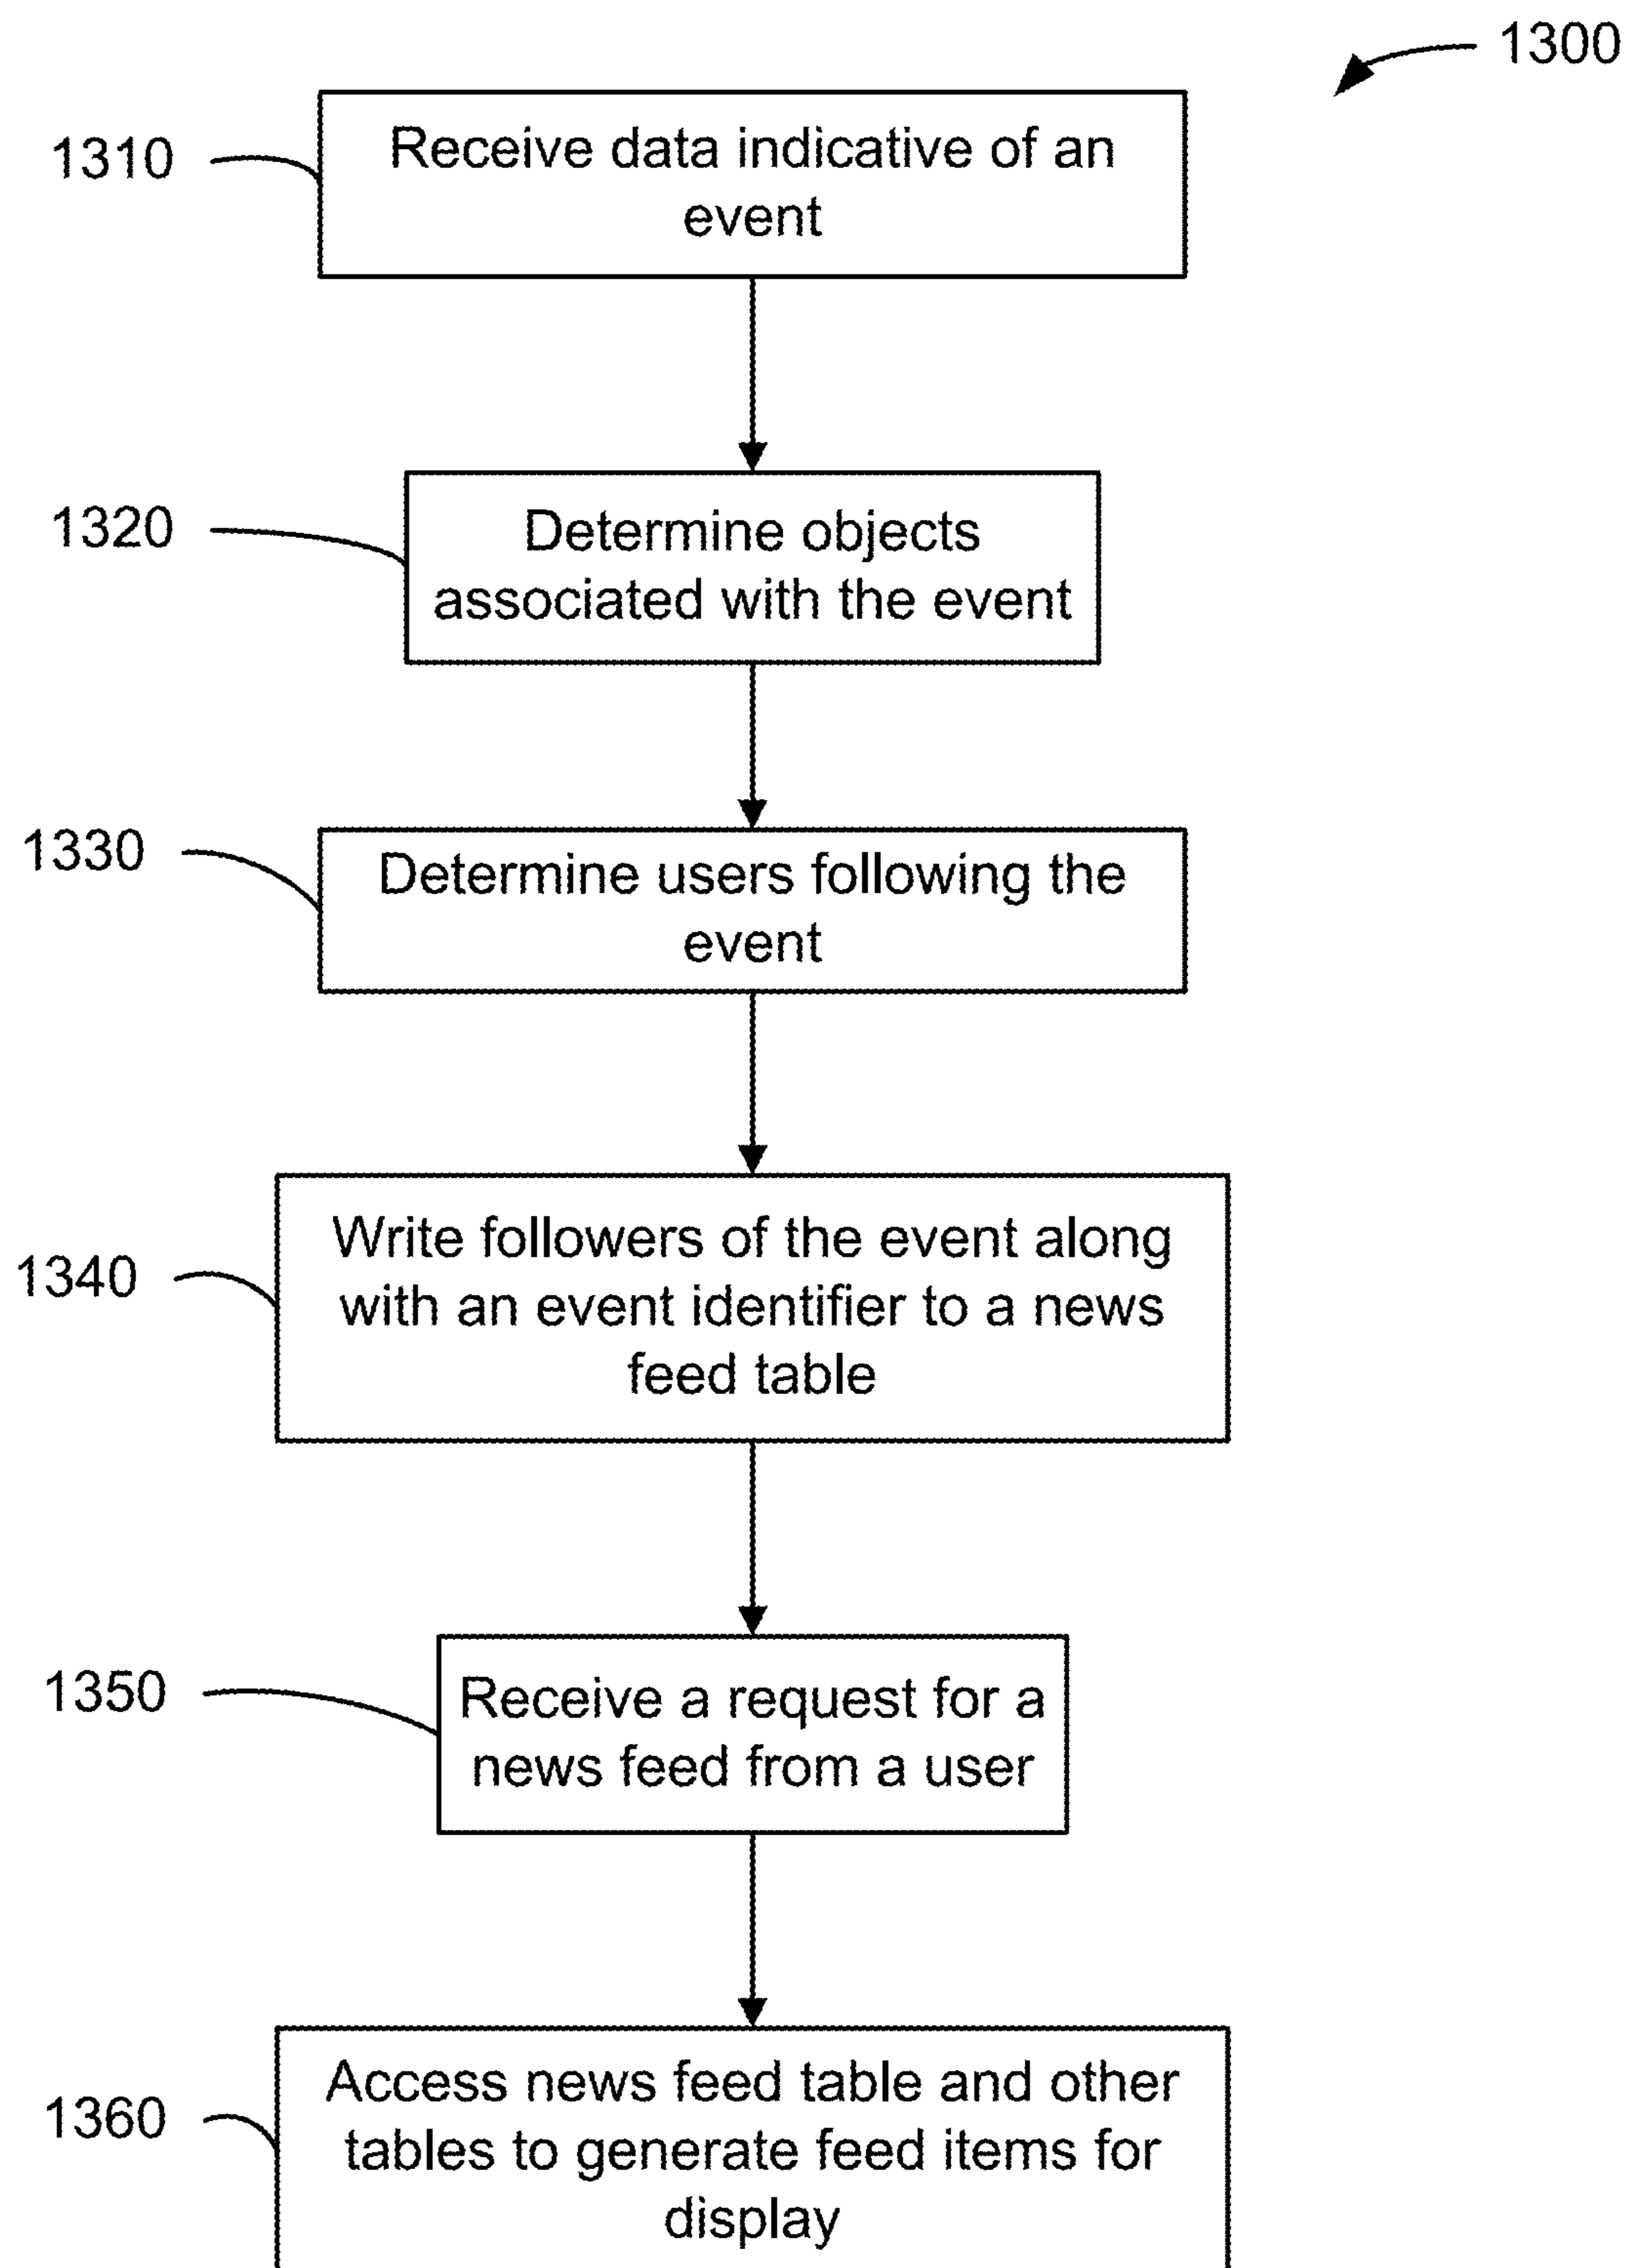 1300
1310
Receive data indicative of an
event
1320
Determine objects
associated with the event
1330
Determine users following the
event
1340
Write followers of the event along
with an event identifier to a news
feed table
1350
Receive a request for a
news feed from a user
1360
Access news feed table and other
tables to generate feed items for
display